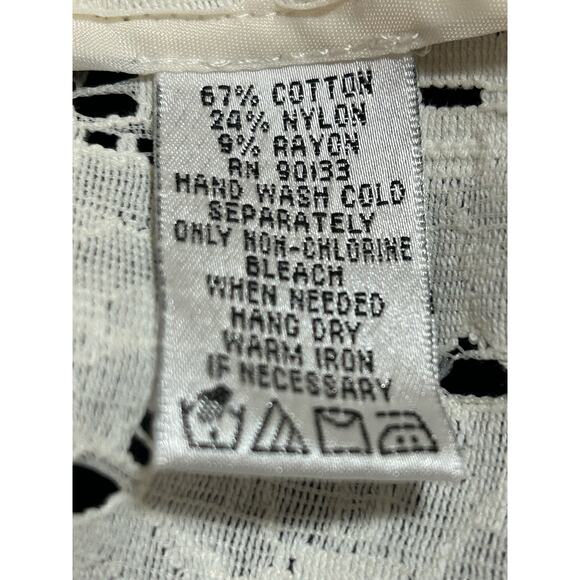 67% COTTON
24% NYLON
9% RAYON
RN 90133
HAND WASH COLD
SEPARATELY
ONLY NON-CHLORINE
BLEACH
WHEN NEEDED
HANG DRY
WARM IRON
IF NECESSARY